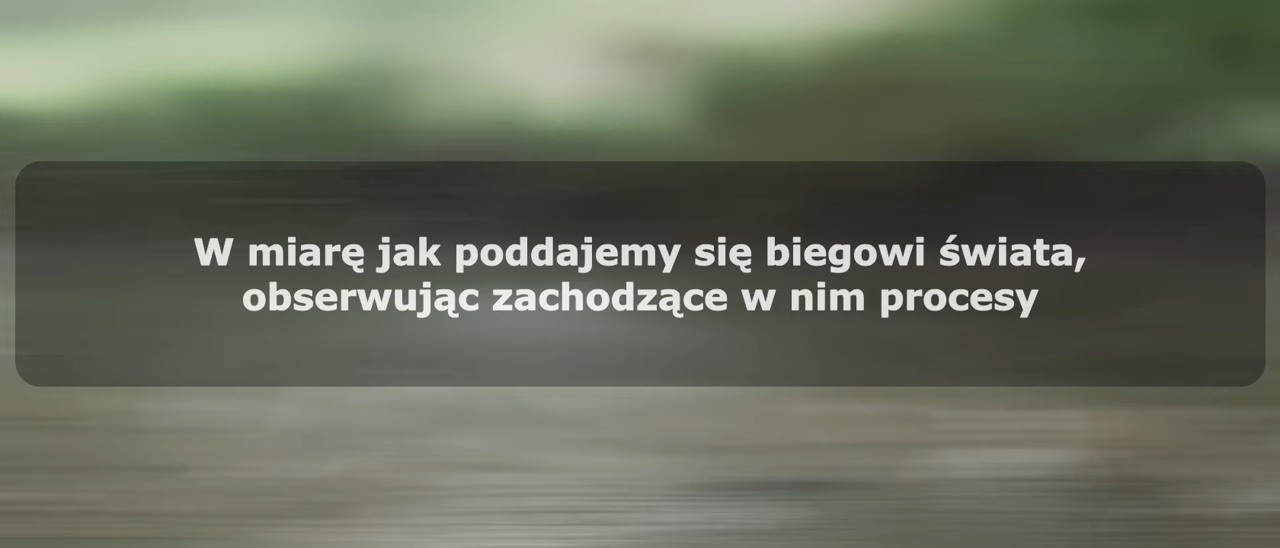 W miarę jak poddajemy się biegowi świata,
obserwując zachodzące w nim procesy